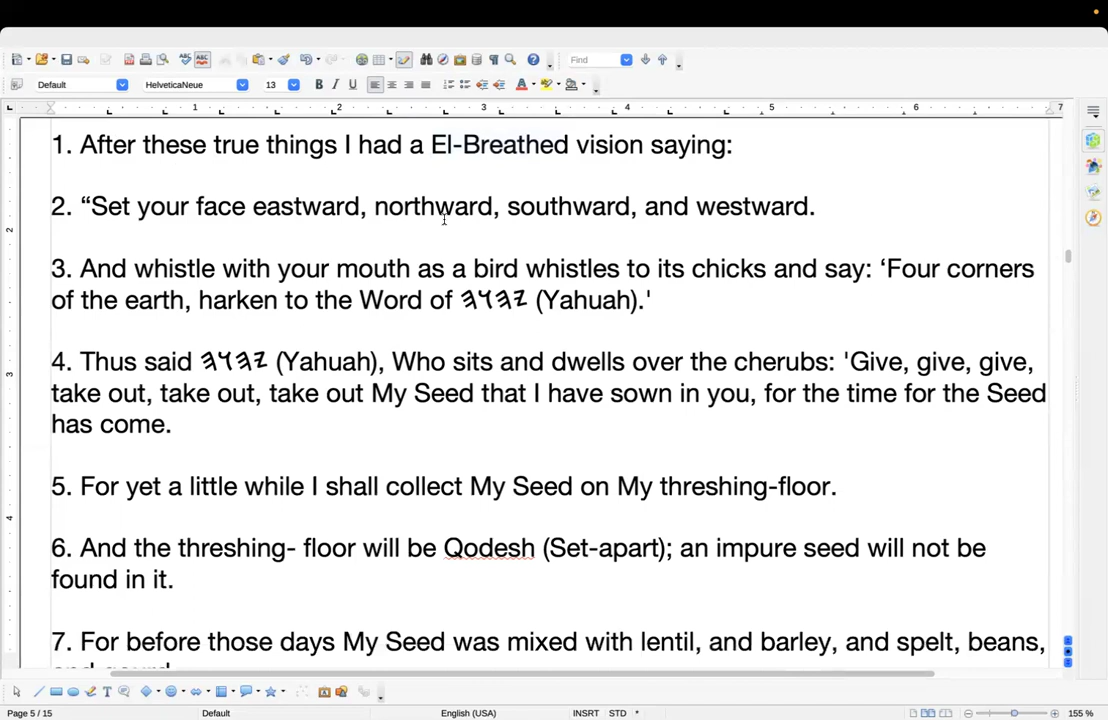 Default
HelveticaNeue
13
Find
1 2 3 4 5 6 7
1. After these true things I had a El-Breathed vision saying:
2. “Set your face eastward, northward, southward, and westward.
3. And whistle with your mouth as a bird whistles to its chicks and say: ‘Four corners
of the earth, harken to the Word of 𐤉𐤄𐤅𐤄 (Yahuah).'
4. Thus said 𐤉𐤄𐤅𐤄 (Yahuah), Who sits and dwells over the cherubs: 'Give, give, give,
take out, take out, take out My Seed that I have sown in you, for the time for the Seed
has come.
5. For yet a little while I shall collect My Seed on My threshing-floor.
6. And the threshing- floor will be Qodesh (Set-apart); an impure seed will not be
found in it.
7. For before those days My Seed was mixed with lentil, and barley, and spelt, beans,
Page 5 / 15
Default
English (USA)
INSRT
STD
*
155 %